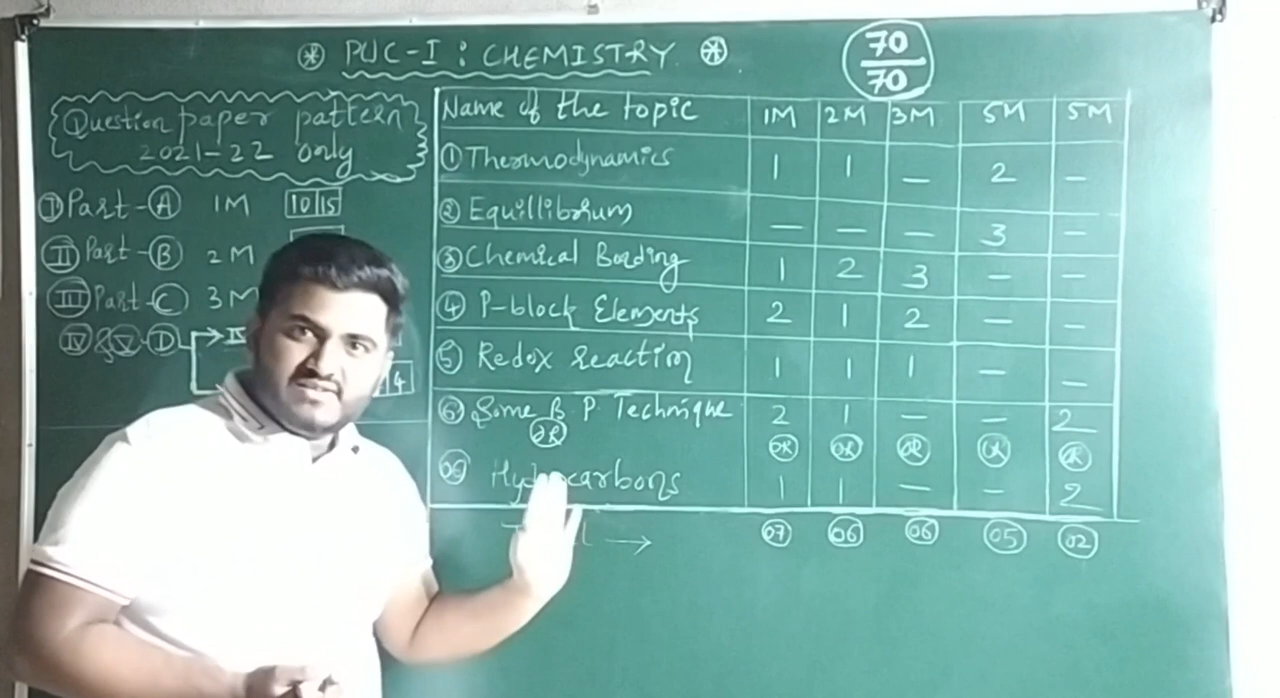 ⊛ PUC-I : CHEMISTRY ⊛
70
70
Question paper pattern
2021-22 only
Ⓘ Part - Ⓐ 1M 10 15
Ⅱ Part - Ⓑ 2M
Ⅲ Part - Ⓒ 3M
Ⅳ & Ⅴ - Ⓓ
4
Name of the topic 1M 2M 3M 5M 5M
① Thermodynamics 1 1 — 2 —
② Equillibrium — — — 3 —
③ Chemical Bonding 1 2 3 — —
④ P-block Elements 2 1 2 — —
⑤ Redox reaction 1 1 1 — —
⑥ Some B P Technique 2 1 — — 2
OR OR OR OR OR OR
Hydrocarbons 1 1 — — 2
→ 07 06 06 05 02